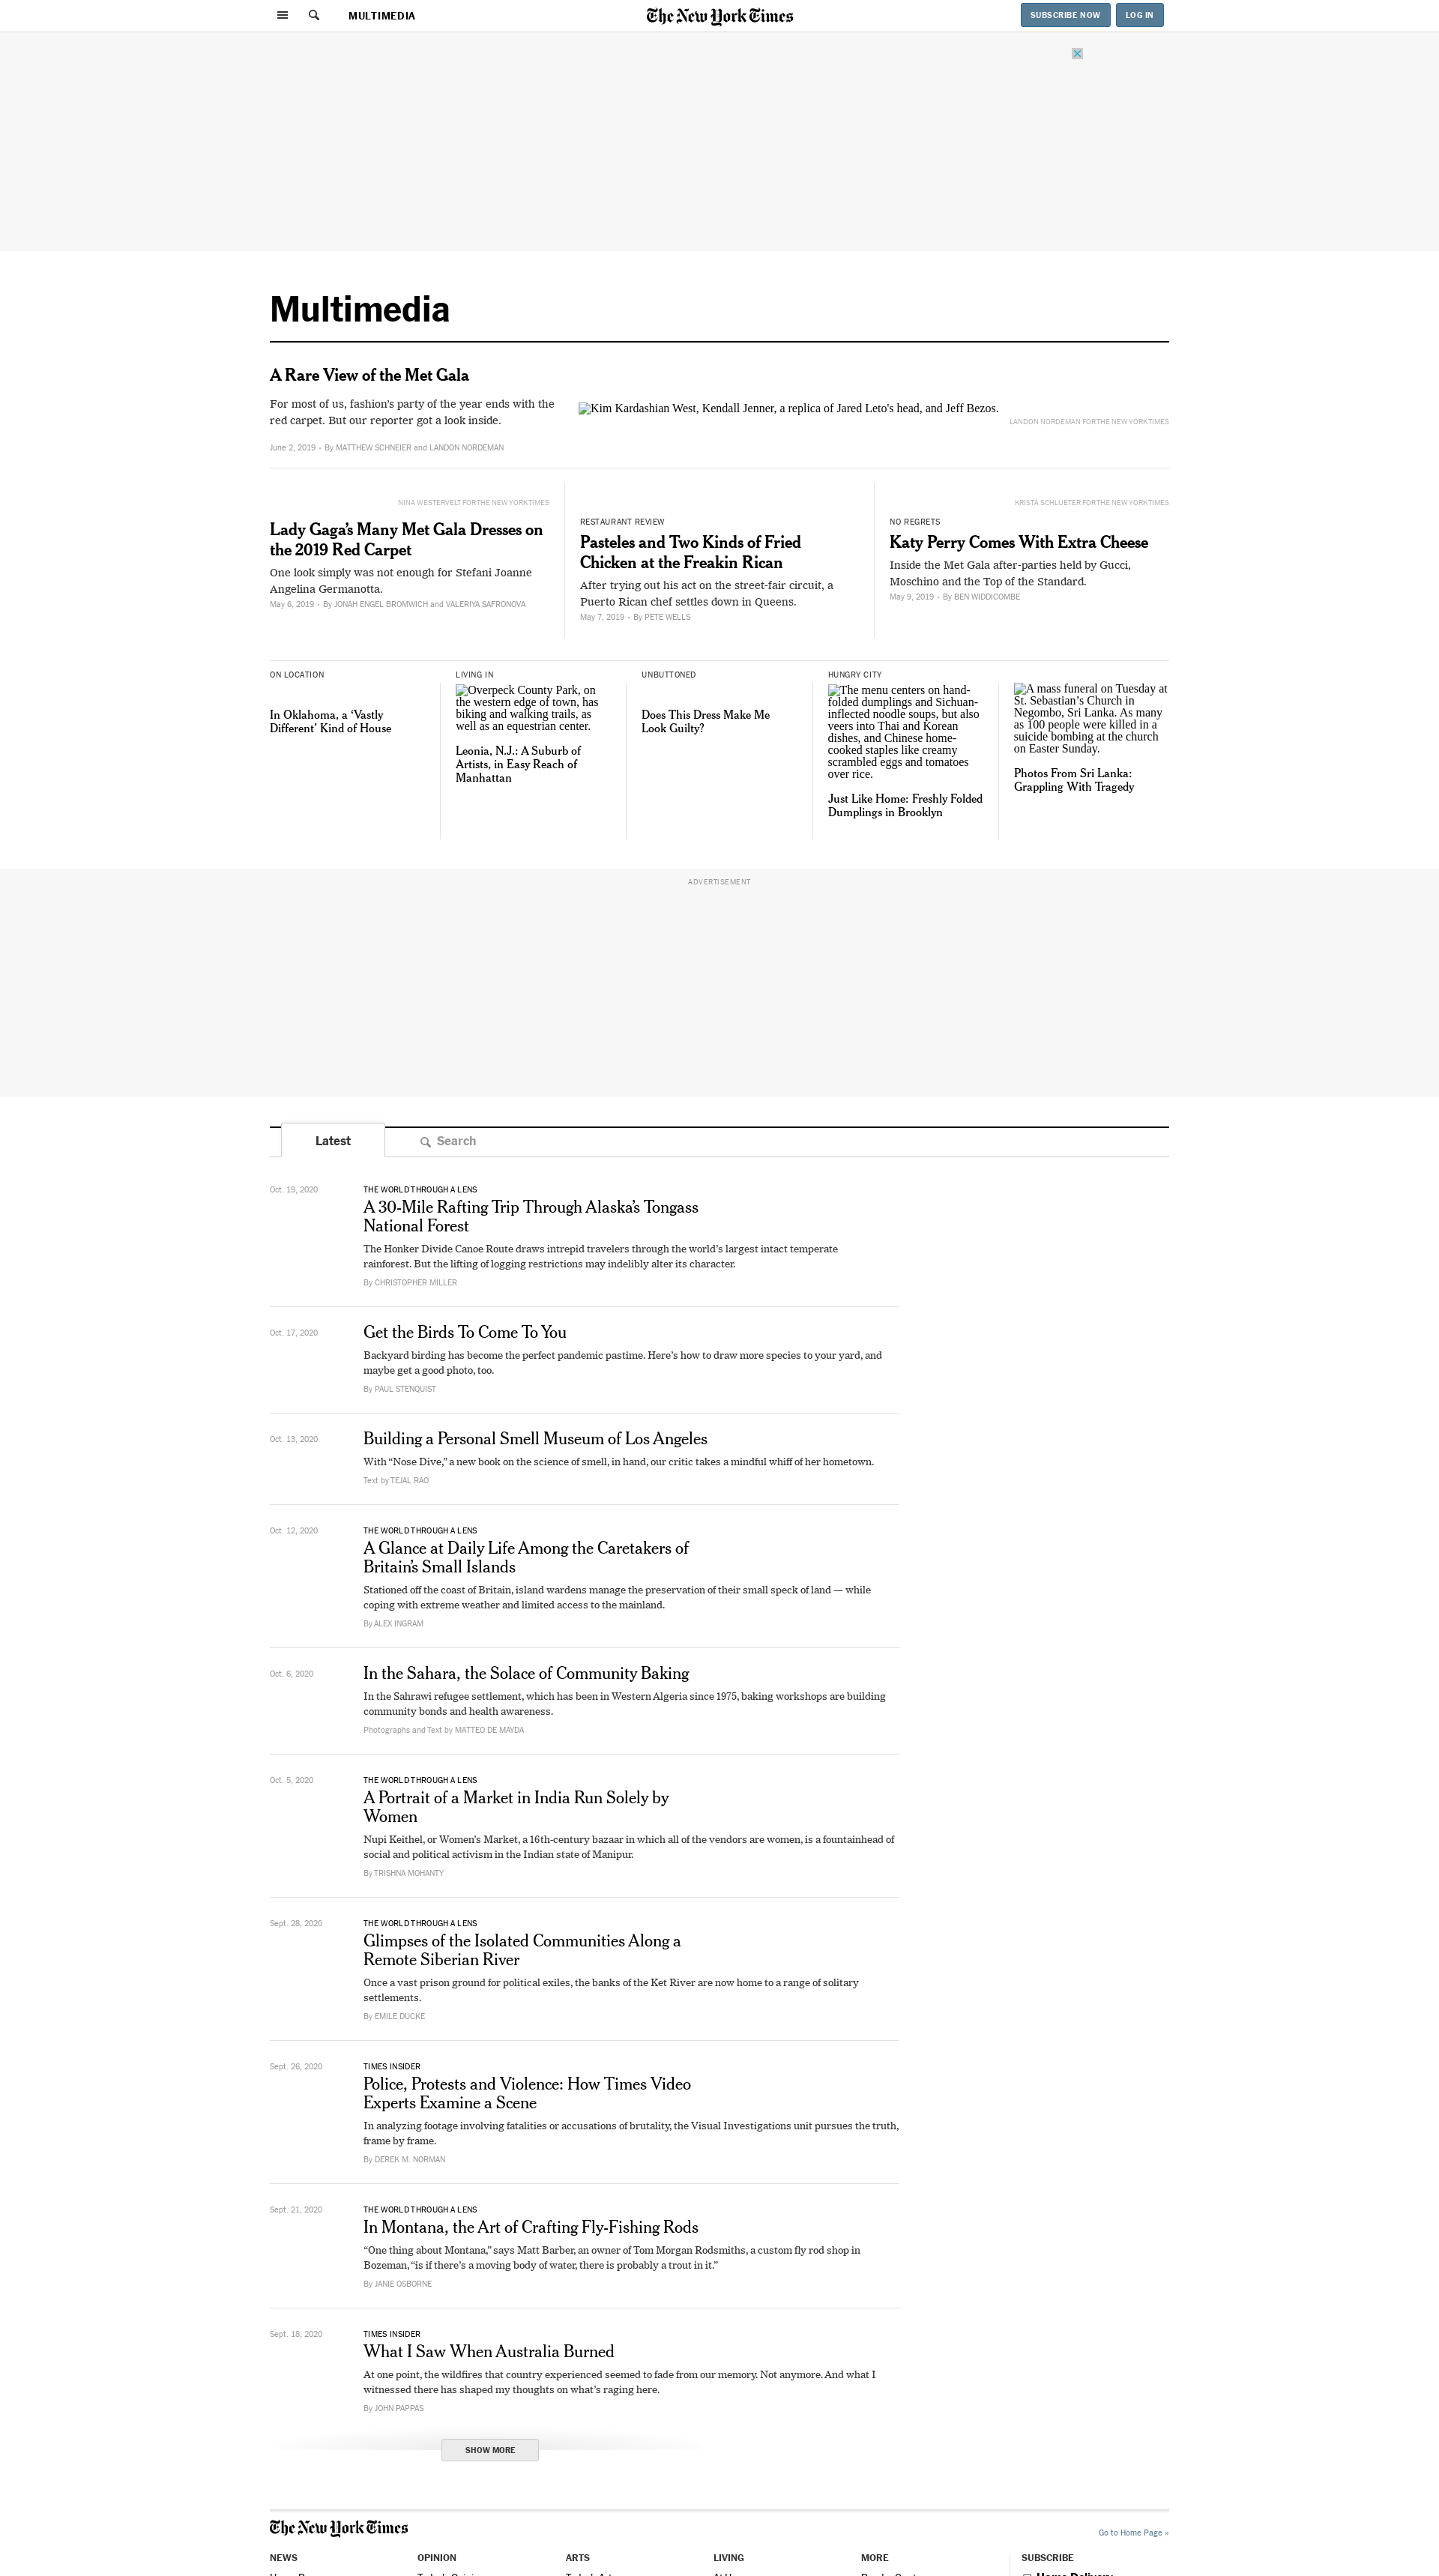 MULTIMEDIA
The New York Times
SUBSCRIBE NOW
LOG IN
Multimedia
A Rare View of the Met Gala
For most of us, fashion's party of the year ends with the
red carpet. But our reporter got a look inside.
June 2, 2019 • By MATTHEW SCHNEIER and LANDON NORDEMAN
Kim Kardashian West, Kendall Jenner, a replica of Jared Leto's head, and Jeff Bezos.
LANDON NORDEMAN FOR THE NEW YORK TIMES
NINA WESTERVELT FOR THE NEW YORK TIMES
Lady Gaga’s Many Met Gala Dresses on
the 2019 Red Carpet
One look simply was not enough for Stefani Joanne
Angelina Germanotta.
May 6, 2019 • By JONAH ENGEL BROMWICH and VALERIYA SAFRONOVA
RESTAURANT REVIEW
Pasteles and Two Kinds of Fried
Chicken at the Freakin Rican
After trying out his act on the street-fair circuit, a
Puerto Rican chef settles down in Queens.
May 7, 2019 • By PETE WELLS
KRISTA SCHLUETER FOR THE NEW YORK TIMES
NO REGRETS
Katy Perry Comes With Extra Cheese
Inside the Met Gala after-parties held by Gucci,
Moschino and the Top of the Standard.
May 9, 2019 • By BEN WIDDICOMBE
ON LOCATION
In Oklahoma, a ‘Vastly
Different’ Kind of House
LIVING IN
Overpeck County Park, on
the western edge of town, has
biking and walking trails, as
well as an equestrian center.
Leonia, N.J.: A Suburb of
Artists, in Easy Reach of
Manhattan
UNBUTTONED
Does This Dress Make Me
Look Guilty?
HUNGRY CITY
The menu centers on hand-
folded dumplings and Sichuan-
inflected noodle soups, but also
veers into Thai and Korean
dishes, and Chinese home-
cooked staples like creamy
scrambled eggs and tomatoes
over rice.
Just Like Home: Freshly Folded
Dumplings in Brooklyn
A mass funeral on Tuesday at
St. Sebastian’s Church in
Negombo, Sri Lanka. As many
as 100 people were killed in a
suicide bombing at the church
on Easter Sunday.
Photos From Sri Lanka:
Grappling With Tragedy
ADVERTISEMENT
Latest
Search
Oct. 19, 2020
THE WORLD THROUGH A LENS
A 30-Mile Rafting Trip Through Alaska’s Tongass
National Forest
The Honker Divide Canoe Route draws intrepid travelers through the world’s largest intact temperate
rainforest. But the lifting of logging restrictions may indelibly alter its character.
By CHRISTOPHER MILLER
Oct. 17, 2020
Get the Birds To Come To You
Backyard birding has become the perfect pandemic pastime. Here’s how to draw more species to your yard, and
maybe get a good photo, too.
By PAUL STENQUIST
Oct. 13, 2020
Building a Personal Smell Museum of Los Angeles
With “Nose Dive,” a new book on the science of smell, in hand, our critic takes a mindful whiff of her hometown.
Text by TEJAL RAO
Oct. 12, 2020
THE WORLD THROUGH A LENS
A Glance at Daily Life Among the Caretakers of
Britain’s Small Islands
Stationed off the coast of Britain, island wardens manage the preservation of their small speck of land — while
coping with extreme weather and limited access to the mainland.
By ALEX INGRAM
Oct. 6, 2020
In the Sahara, the Solace of Community Baking
In the Sahrawi refugee settlement, which has been in Western Algeria since 1975, baking workshops are building
community bonds and health awareness.
Photographs and Text by MATTEO DE MAYDA
Oct. 5, 2020
THE WORLD THROUGH A LENS
A Portrait of a Market in India Run Solely by
Women
Nupi Keithel, or Women’s Market, a 16th-century bazaar in which all of the vendors are women, is a fountainhead of
social and political activism in the Indian state of Manipur.
By TRISHNA MOHANTY
Sept. 28, 2020
THE WORLD THROUGH A LENS
Glimpses of the Isolated Communities Along a
Remote Siberian River
Once a vast prison ground for political exiles, the banks of the Ket River are now home to a range of solitary
settlements.
By EMILE DUCKE
Sept. 26, 2020
TIMES INSIDER
Police, Protests and Violence: How Times Video
Experts Examine a Scene
In analyzing footage involving fatalities or accusations of brutality, the Visual Investigations unit pursues the truth,
frame by frame.
By DEREK M. NORMAN
Sept. 21, 2020
THE WORLD THROUGH A LENS
In Montana, the Art of Crafting Fly-Fishing Rods
“One thing about Montana,” says Matt Barber, an owner of Tom Morgan Rodsmiths, a custom fly rod shop in
Bozeman, “is if there’s a moving body of water, there is probably a trout in it.”
By JANIE OSBORNE
Sept. 18, 2020
TIMES INSIDER
What I Saw When Australia Burned
At one point, the wildfires that country experienced seemed to fade from our memory. Not anymore. And what I
witnessed there has shaped my thoughts on what’s raging here.
By JOHN PAPPAS
SHOW MORE
The New York Times
Go to Home Page »
NEWS
OPINION
ARTS
LIVING
MORE
SUBSCRIBE